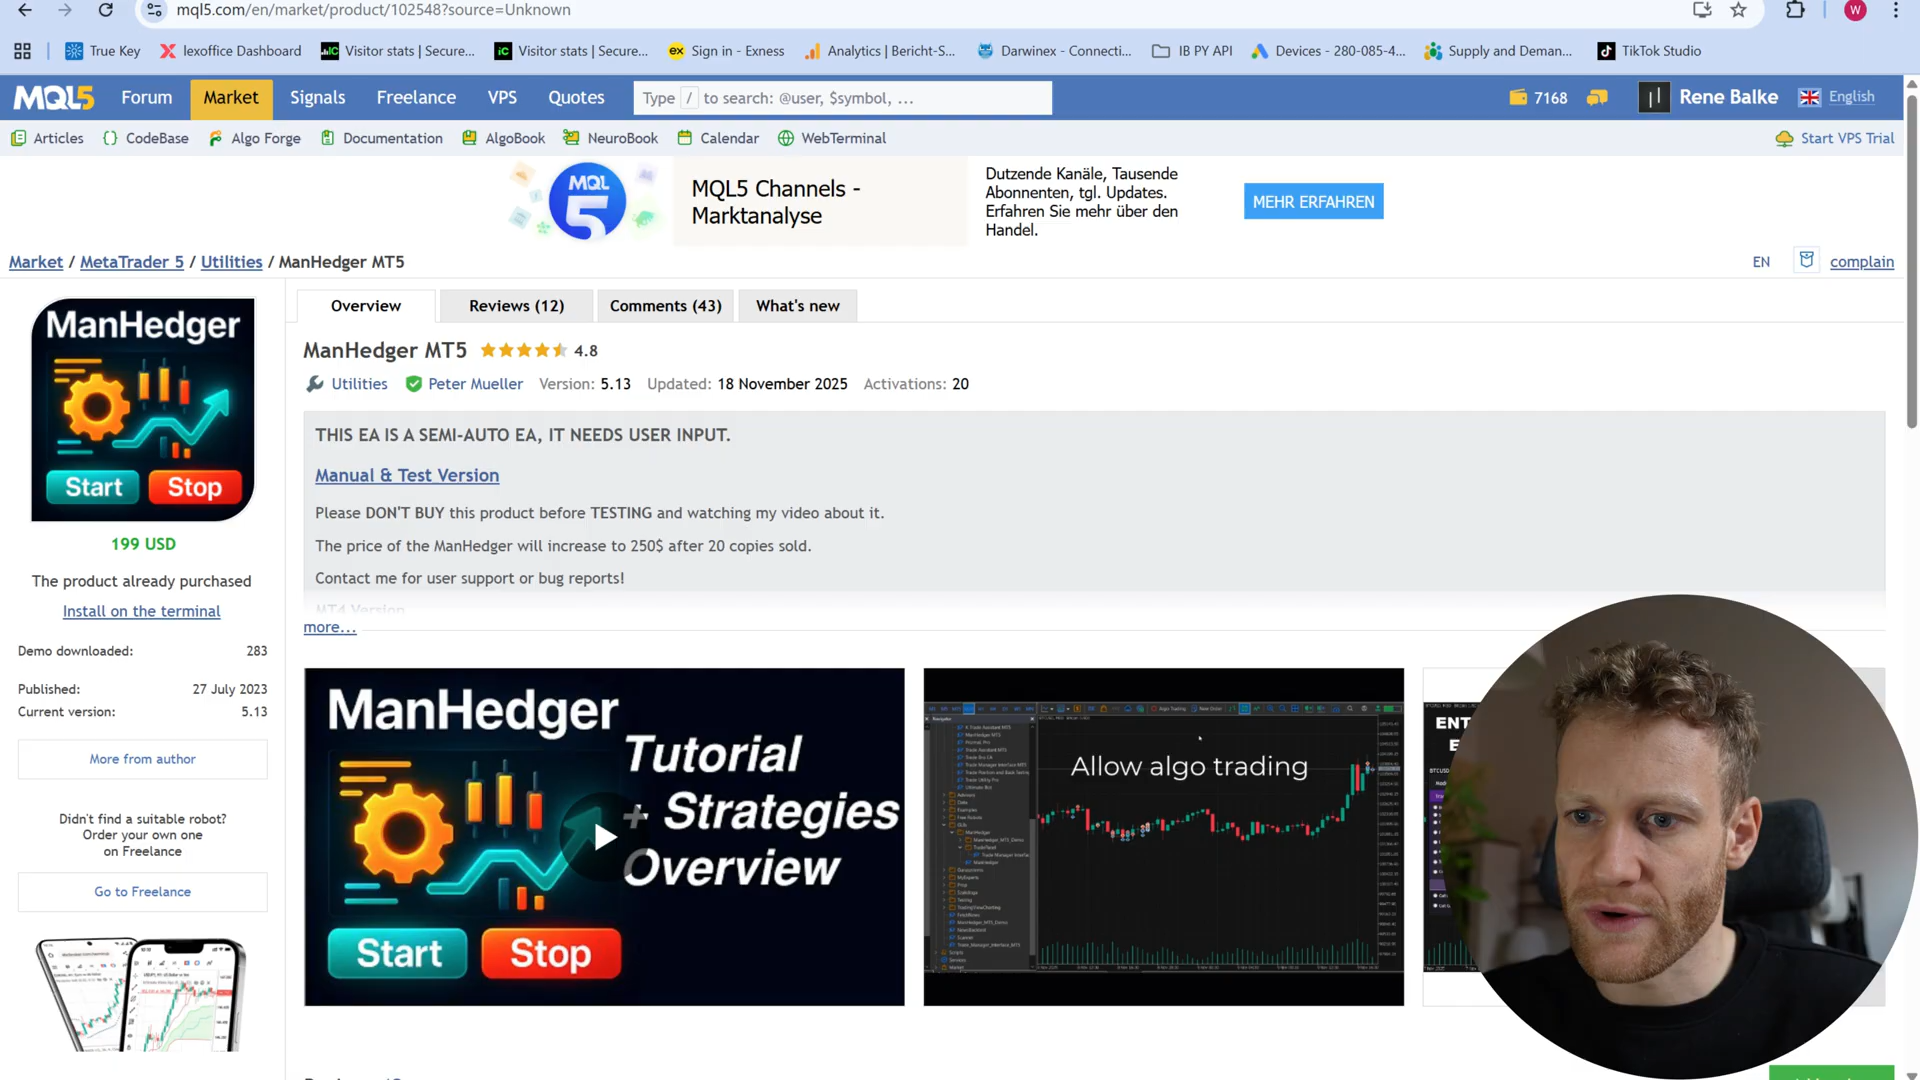 mql5.com/en/market/product/102548?source=Unknown
W
True Key
lexoffice Dashboard
Visitor stats | Secure...
Visitor stats | Secure...
Sign in - Exness
Analytics | Bericht-S...
Darwinex - Connecti...
IB PY API
Devices - 280-085-4...
Supply and Deman...
TikTok Studio
MQL5
Forum
Market
Signals
Freelance
VPS
Quotes
Type / to search: @user, $symbol, ...
7168
Rene Balke
English
Articles
CodeBase
Algo Forge
Documentation
AlgoBook
NeuroBook
Calendar
WebTerminal
Start VPS Trial
MQL
5
MQL5 Channels -
Marktanalyse
Dutzende Kanäle, Tausende
Abonnenten, tgl. Updates.
Erfahren Sie mehr über den
Handel.
MEHR ERFAHREN
Market / MetaTrader 5 / Utilities / ManHedger MT5
EN
complain
ManHedger
Start
Stop
199 USD
The product already purchased
Install on the terminal
Demo downloaded: 283
Published: 27 July 2023
Current version: 5.13
More from author
Didn't find a suitable robot?
Order your own one
on Freelance
Go to Freelance
Overview
Reviews (12)
Comments (43)
What's new
ManHedger MT5 4.8
Utilities Peter Mueller Version: 5.13 Updated: 18 November 2025 Activations: 20
THIS EA IS A SEMI-AUTO EA, IT NEEDS USER INPUT.
Manual & Test Version
Please DON'T BUY this product before TESTING and watching my video about it.
The price of the ManHedger will increase to 250$ after 20 copies sold.
Contact me for user support or bug reports!
MT4 Version
more...
ManHedger
Tutorial
+ Strategies
Overview
Start
Stop
Allow algo trading